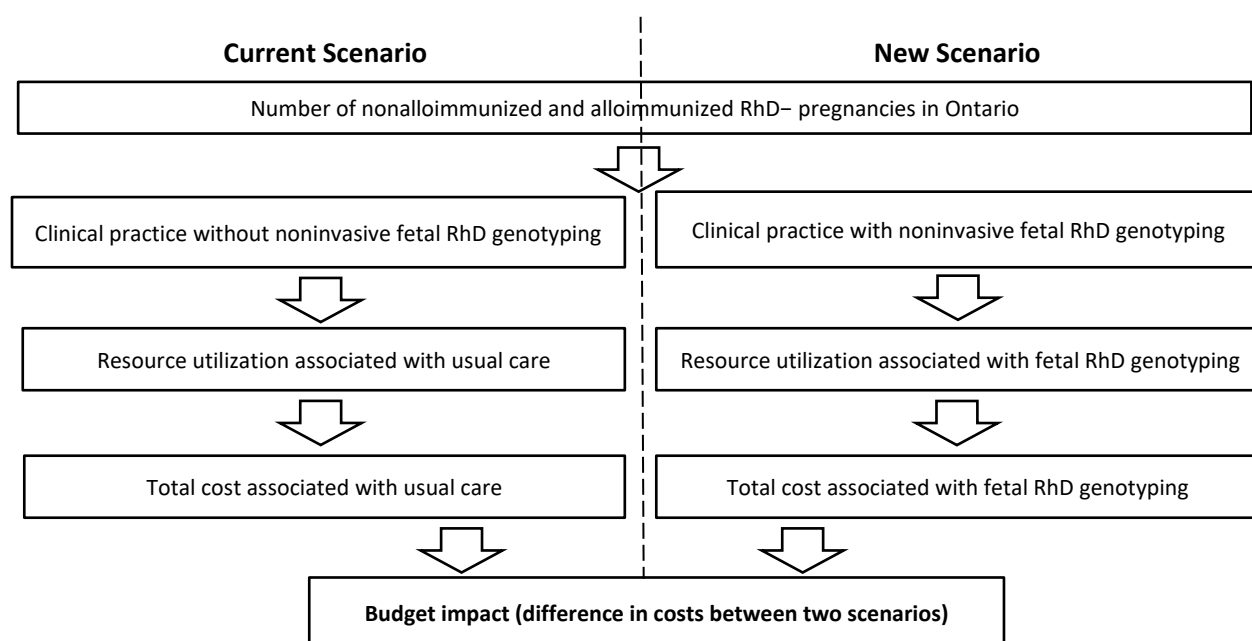 Current Scenario
New Scenario
Number of nonalloimmunized and alloimmunized RhD− pregnancies in Ontario
Clinical practice without noninvasive fetal RhD genotyping
Clinical practice with noninvasive fetal RhD genotyping
Resource utilization associated with usual care
Resource utilization associated with fetal RhD genotyping
Total cost associated with usual care
Total cost associated with fetal RhD genotyping
Budget impact (difference in costs between two scenarios)